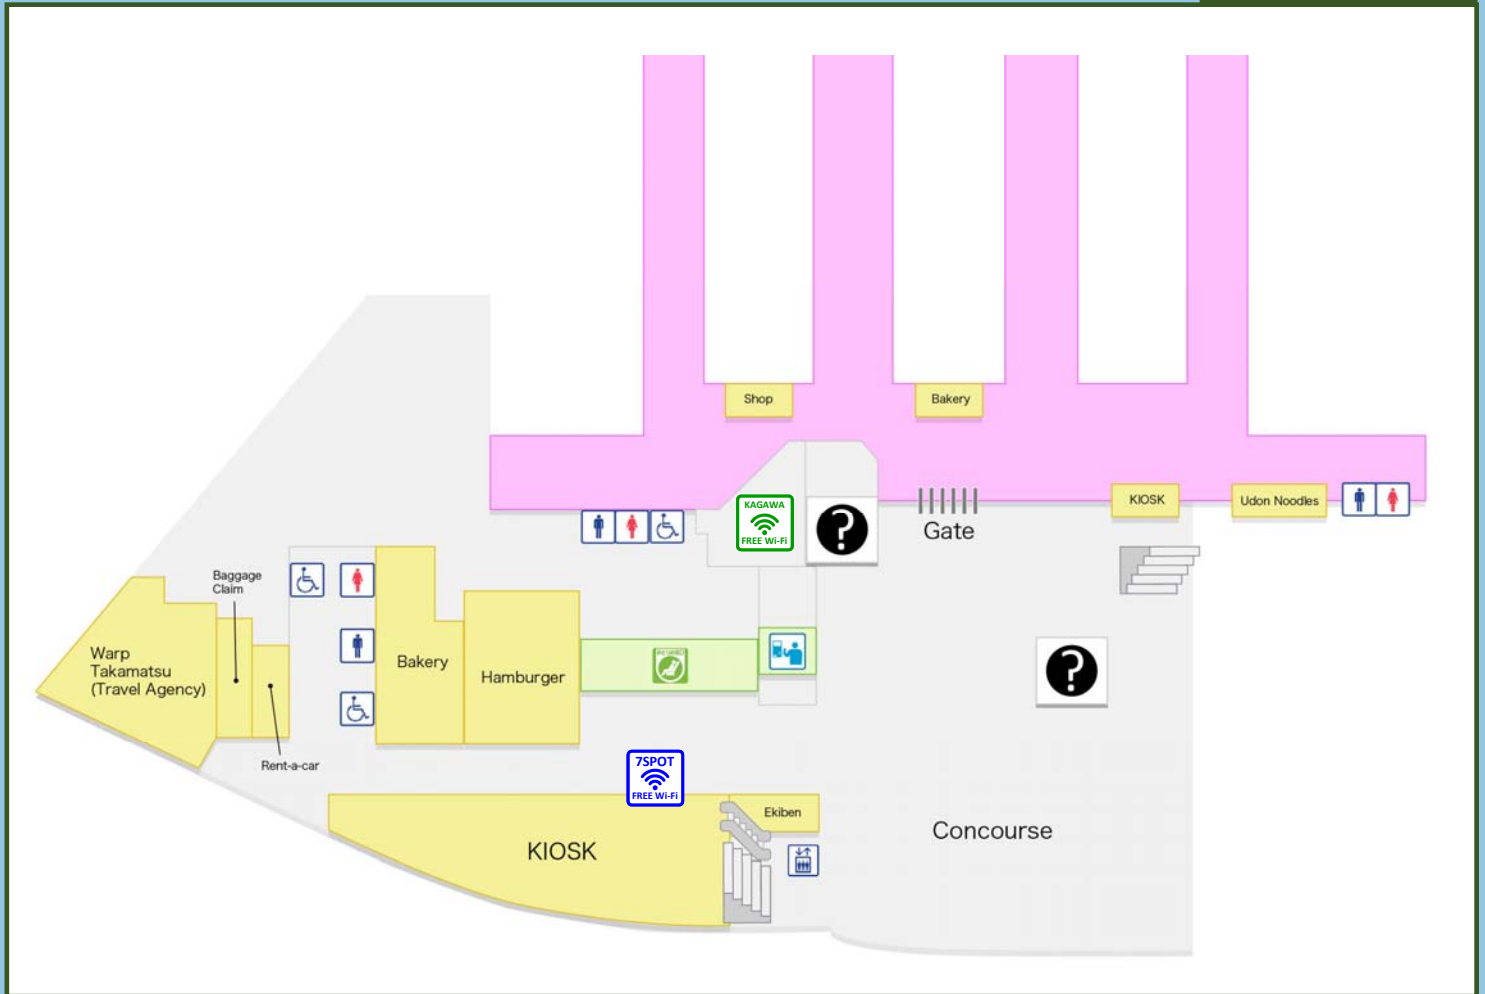 Shop
Bakery
KAGAWA
FREE Wi-Fi
?
Gate
KIOSK
Udon Noodles
Baggage
Claim
Warp
Takamatsu
(Travel Agency)
Bakery
Hamburger
?
Rent-a-car
7SPOT
FREE Wi-Fi
Ekiben
KIOSK
Concourse